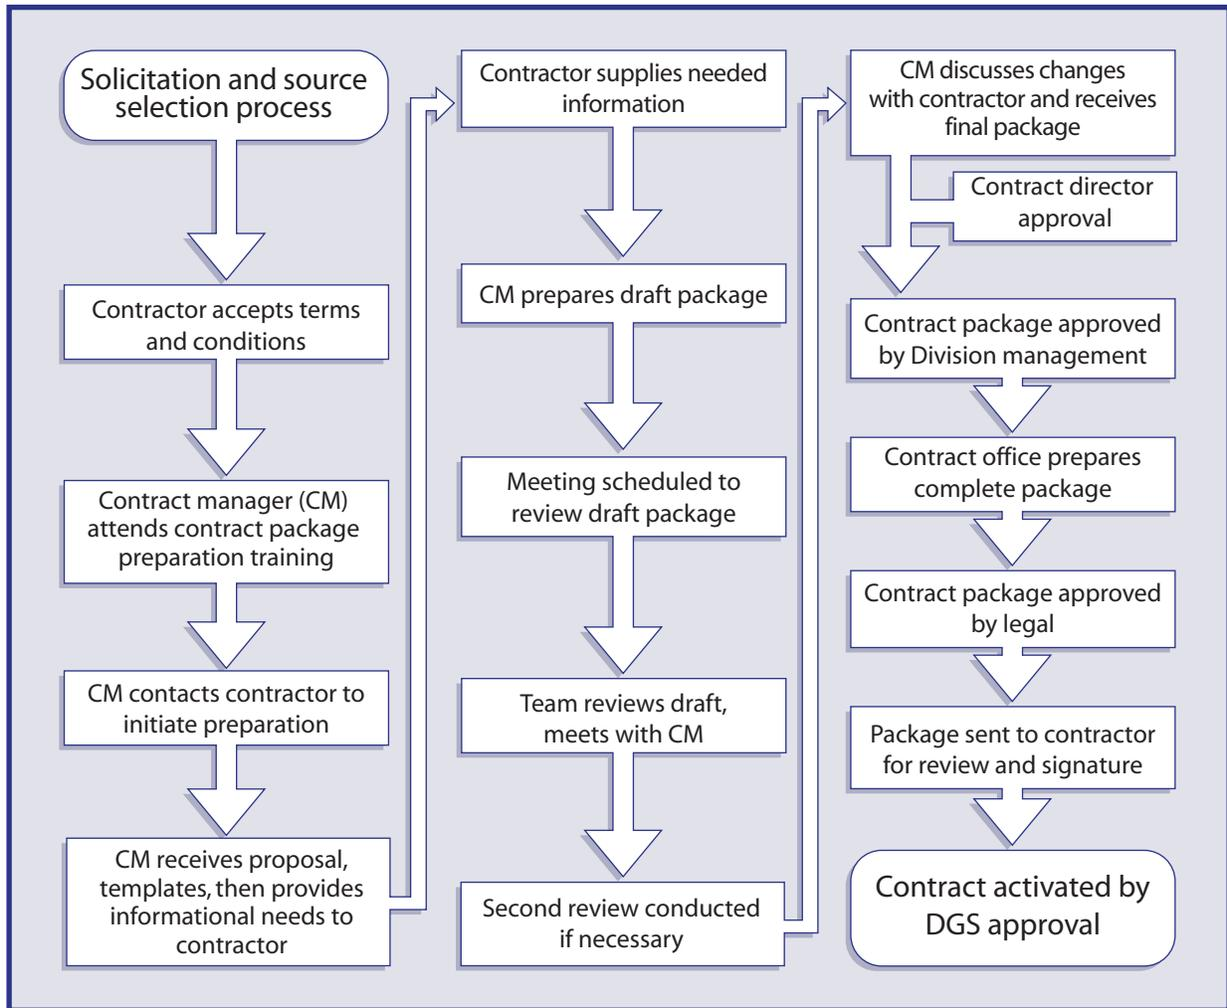 Solicitation and source
selection process
Contractor accepts terms
and conditions
Contract manager (CM)
attends contract package
preparation training
CM contacts contractor to
initiate preparation
CM receives proposal,
templates, then provides
informational needs to
contractor
Contractor supplies needed
information
CM prepares draft package
Meeting scheduled to
review draft package
Team reviews draft,
meets with CM
Second review conducted
if necessary
CM discusses changes
with contractor and receives
final package
Contract director
approval
Contract package approved
by Division management
Contract office prepares
complete package
Contract package approved
by legal
Package sent to contractor
for review and signature
Contract activated by
DGS approval